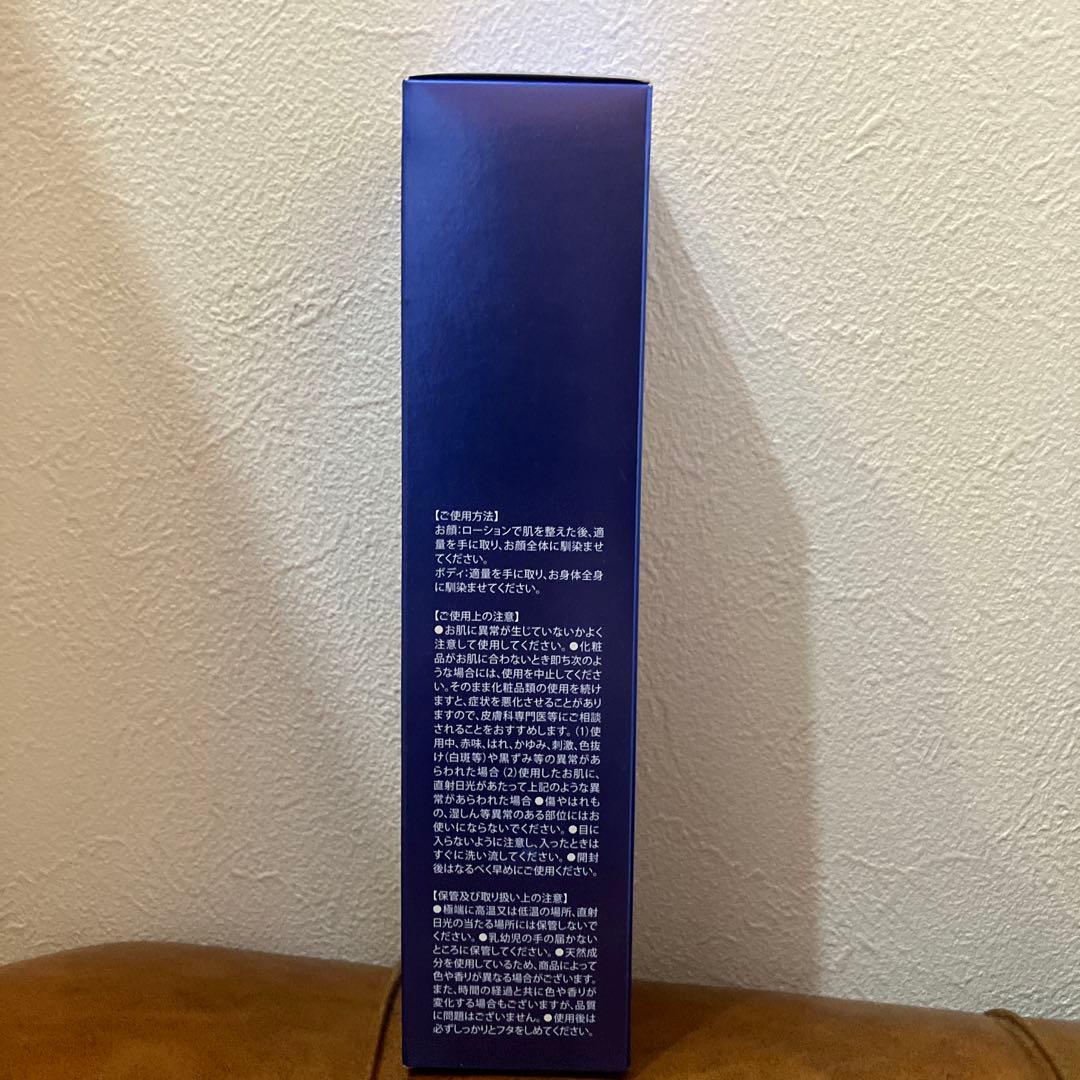 【ご使用方法】
お顔：ローションで肌を整えた後、適
量を手に取り、お顔全体に馴染ませ
てください。
ボディ：適量を手に取り、お身体全身
に馴染ませてください。
【ご使用上の注意】
●お肌に異常が生じていないかよく
注意して使用してください。●化粧
品がお肌に合わないとき即ち次のよ
うな場合には、使用を中止してくださ
い。そのまま化粧品類の使用を続け
ますと、症状を悪化させることがあり
ますので、皮膚科専門医等にご相談
されることをおすすめします。（1）使
用中、赤味、はれ、かゆみ、刺激、色抜
け（白斑等）や黒ずみ等の異常があ
らわれた場合（2）使用したお肌に、
直射日光があたって上記のような異
常があらわれた場合●傷やはれも
の、湿しん等異常のある部位にはお
使いにならないでください。●目に
入らないように注意し、入ったときは
すぐに洗い流してください。●開封
後はなるべく早めにご使用ください。
【保管及び取り扱い上の注意】
●極端に高温又は低温の場所、直射
日光の当たる場所には保管しないで
ください。●乳幼児の手の届かない
ところに保管してください。●天然成
分を使用しているため、商品によって
色や香りが異なる場合がございます。
また、時間の経過と共に色や香りが
変化する場合もございますが、品質
に問題はございません。●使用後は
必ずしっかりとフタをしめてください。